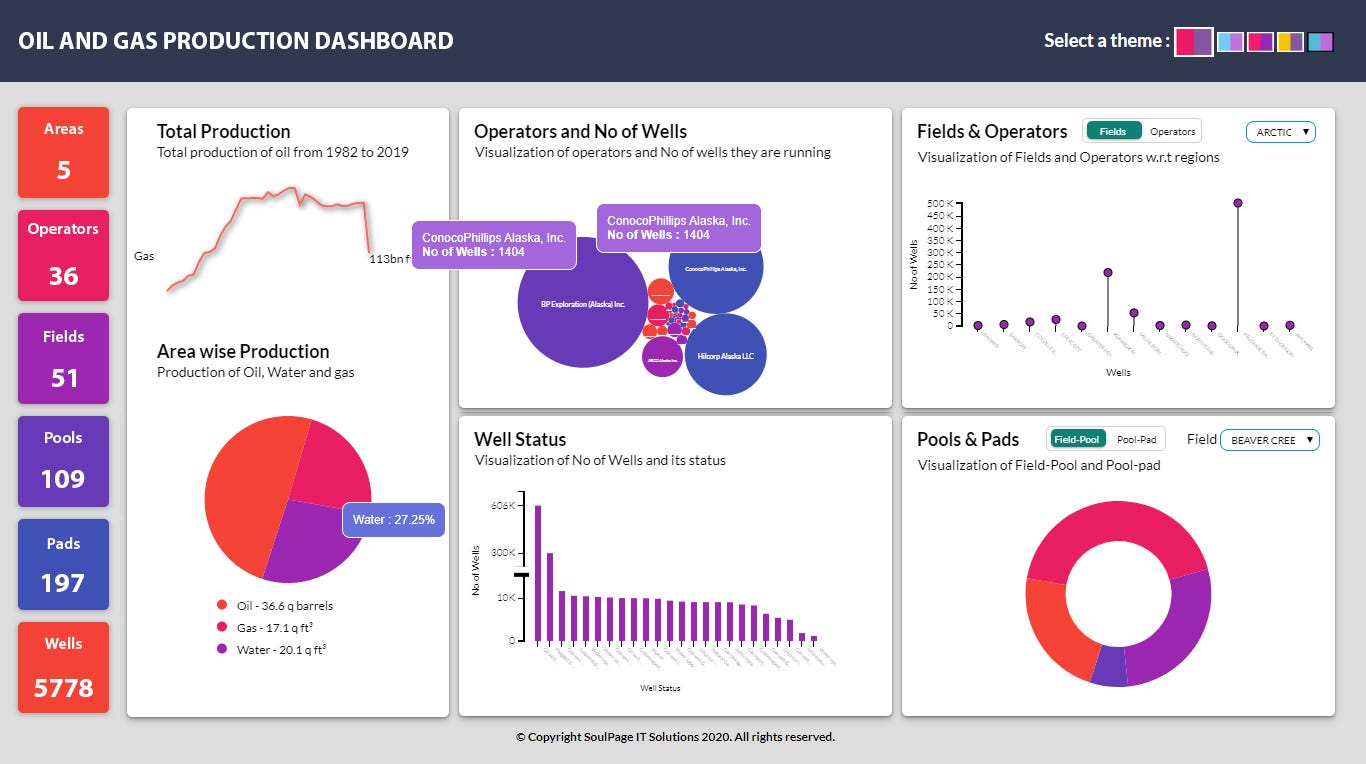 OIL AND GAS PRODUCTION DASHBOARD
Select a theme :
Areas
5
Operators
36
Fields
51
Pools
109
Pads
197
Wells
5778
Total Production
Total production of oil from 1982 to 2019
Gas
113bn f
Area wise Production
Production of Oil, Water and gas
Water : 27.25%
Oil - 36.6 q barrels
Gas - 17.1 q ft³
Water - 20.1 q ft³
Operators and No of Wells
Visualization of operators and No of wells they are running
ConocoPhillips Alaska, Inc.
No of Wells : 1404
ConocoPhillips Alaska, Inc.
No of Wells : 1404
ConocoPhillips Alaska, Inc.
BP Exploration (Alaska) Inc.
Hilcorp Alaska LLC
ARCO Alaska Inc.
Well Status
Visualization of No of Wells and its status
No of Wells
606K
300K
10K
0
Well Status
Fields & Operators
Fields
Operators
ARCTIC ▼
Visualization of Fields and Operators w.r.t regions
No of Wells
500 K
450 K
400 K
350 K
300 K
250 K
200 K
150 K
100 K
50 K
0
Wells
Pools & Pads
Field-Pool
Pool-Pad
Field
BEAVER CREE ▼
Visualization of Field-Pool and Pool-pad
© Copyright SoulPage IT Solutions 2020. All rights reserved.